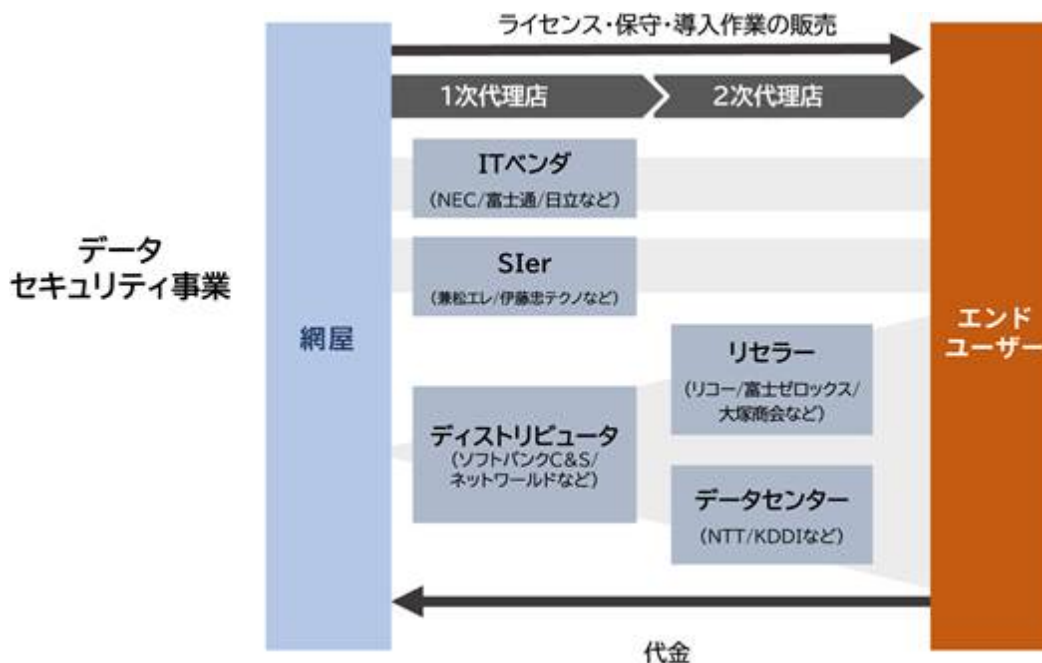 ライセンス・保守・導入作業の販売
1次代理店
2次代理店
ITベンダ
(NEC/富士通/日立など)
SIer
(兼松エレ/伊藤忠テクノなど)
データ
セキュリティ事業
網屋
エンド
ユーザー
リセラー
(リコー/富士ゼロックス/
大塚商会など)
ディストリビュータ
(ソフトバンクC&S/
ネットワールドなど)
データセンター
(NTT/KDDIなど)
代金